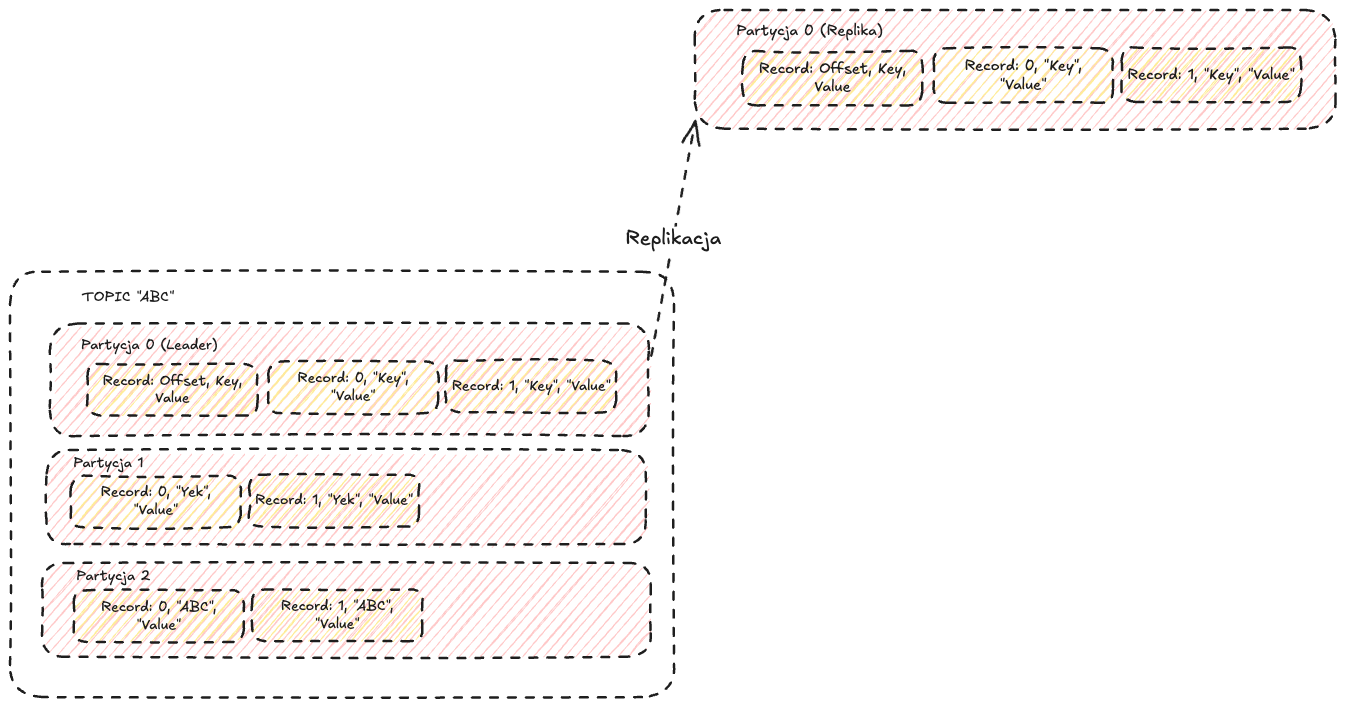 Partycja 0 (Replika)
Record: Offset, Key,
Value
Record: 0, "Key",
"Value"
Record: 1, "Key", "Value"
Replikacja
TOPIC "ABC"
Partycja 0 (Leader)
Record: Offset, Key,
Value
Record: 0, "Key",
"Value"
Record: 1, "Key", "Value"
Partycja 1
Record: 0, "Yek",
"Value"
Record: 1, "Yek", "Value"
Partycja 2
Record: 0, "ABC",
"Value"
Record: 1, "ABC",
"Value"